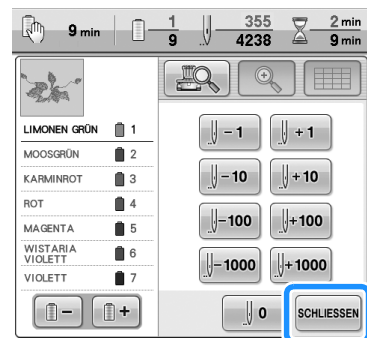 9 min 1 355 2 min
9 4238 9 min
LIMONEN GRÜN 1
MOOSGRÜN 2
KARMINROT 3
ROT 4
MAGENTA 5
WISTARIA
VIOLETT 6
VIOLETT 7
-1 +1
-10 +10
-100 +100
-1000 +1000
- + 0 SCHLIESSEN